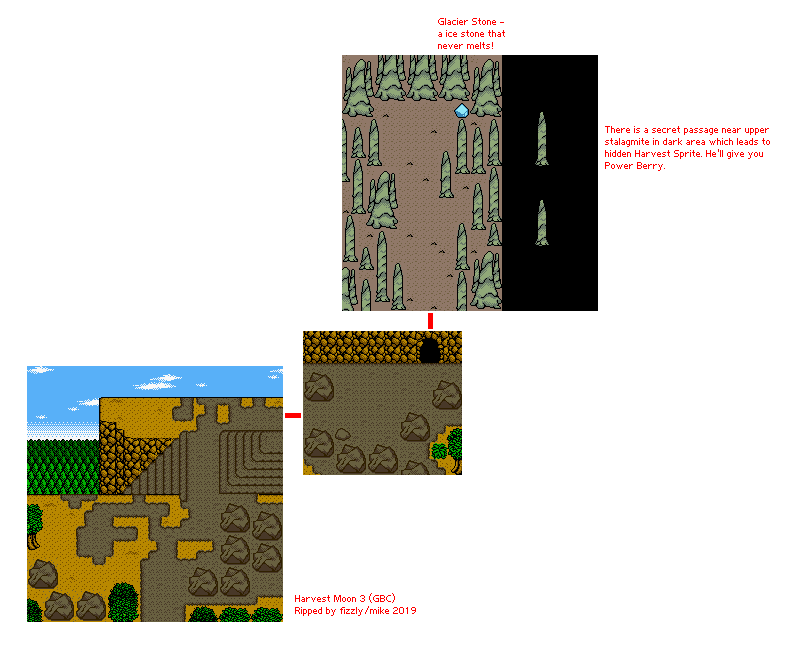 Glacier Stone -
a ice stone that
never melts!
There is a secret passage near upper
stalagmite in dark area which leads to
hidden Harvest Sprite. He'll give you
Power Berry.
Harvest Moon 3 (GBC)
Ripped by fizzly/mike 2019